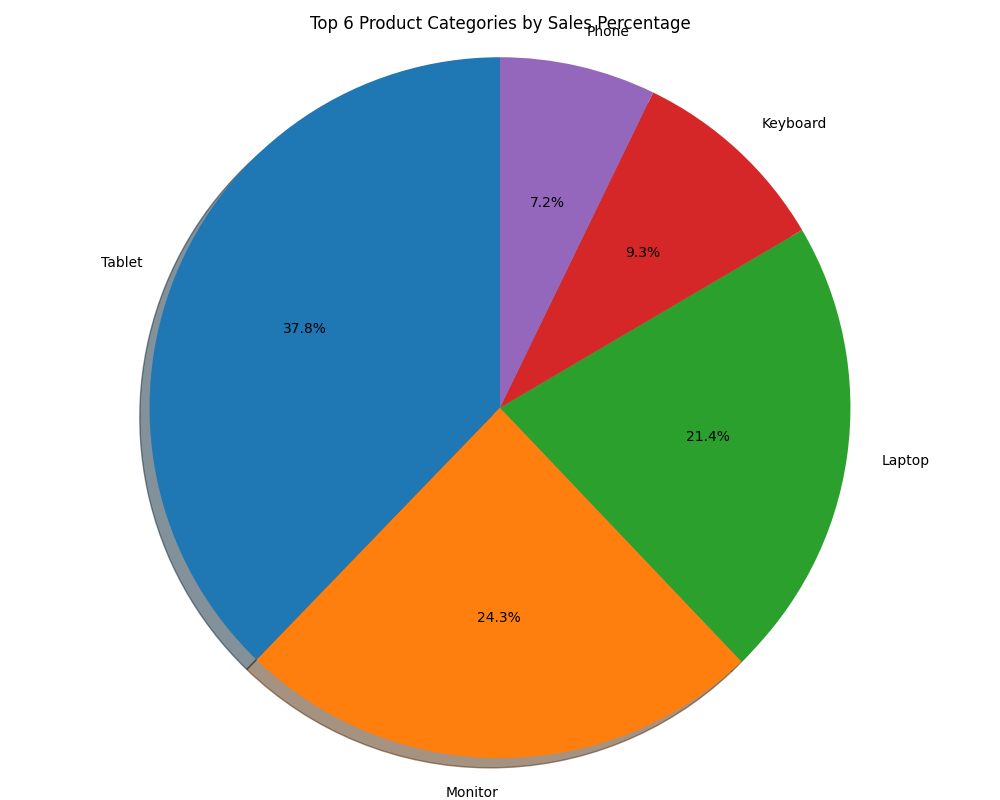 Top 6 Product Categories by Sales Percentage
Phone
Keyboard
7.2%
9.3%
Tablet
37.8%
21.4%
Laptop
24.3%
Monitor